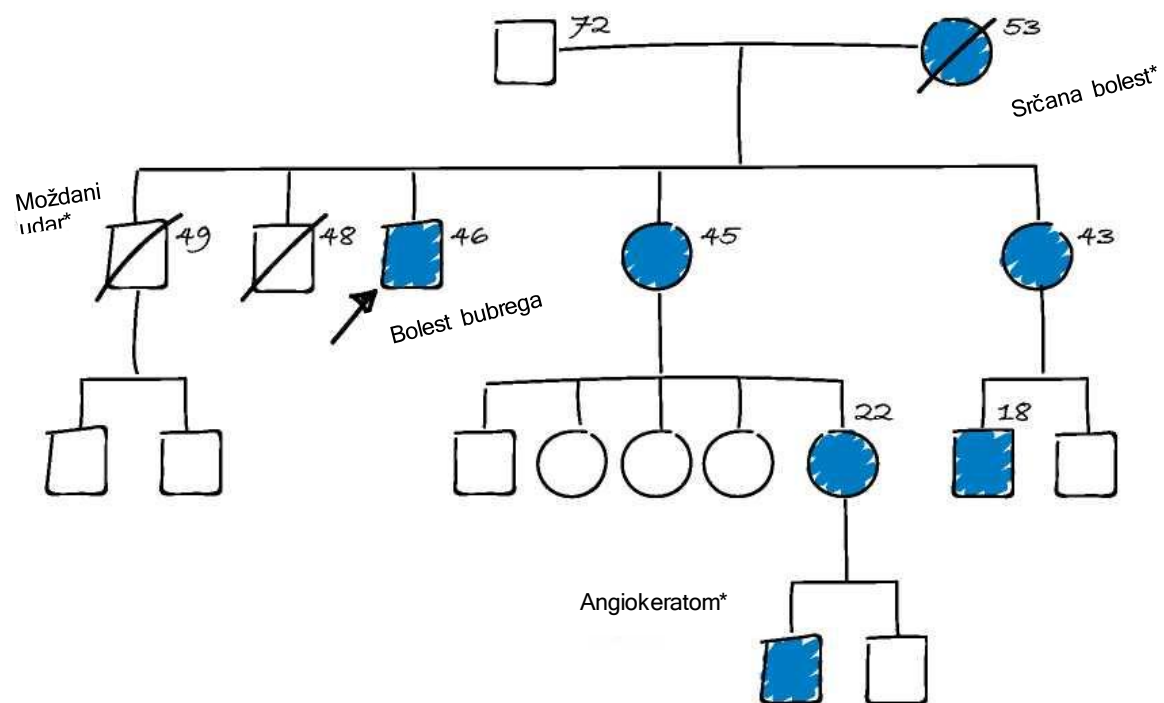 72
53
Srčana bolest*
Moždani
udar*
49
48
46
45
43
Bolest bubrega
22
18
Angiokeratom*